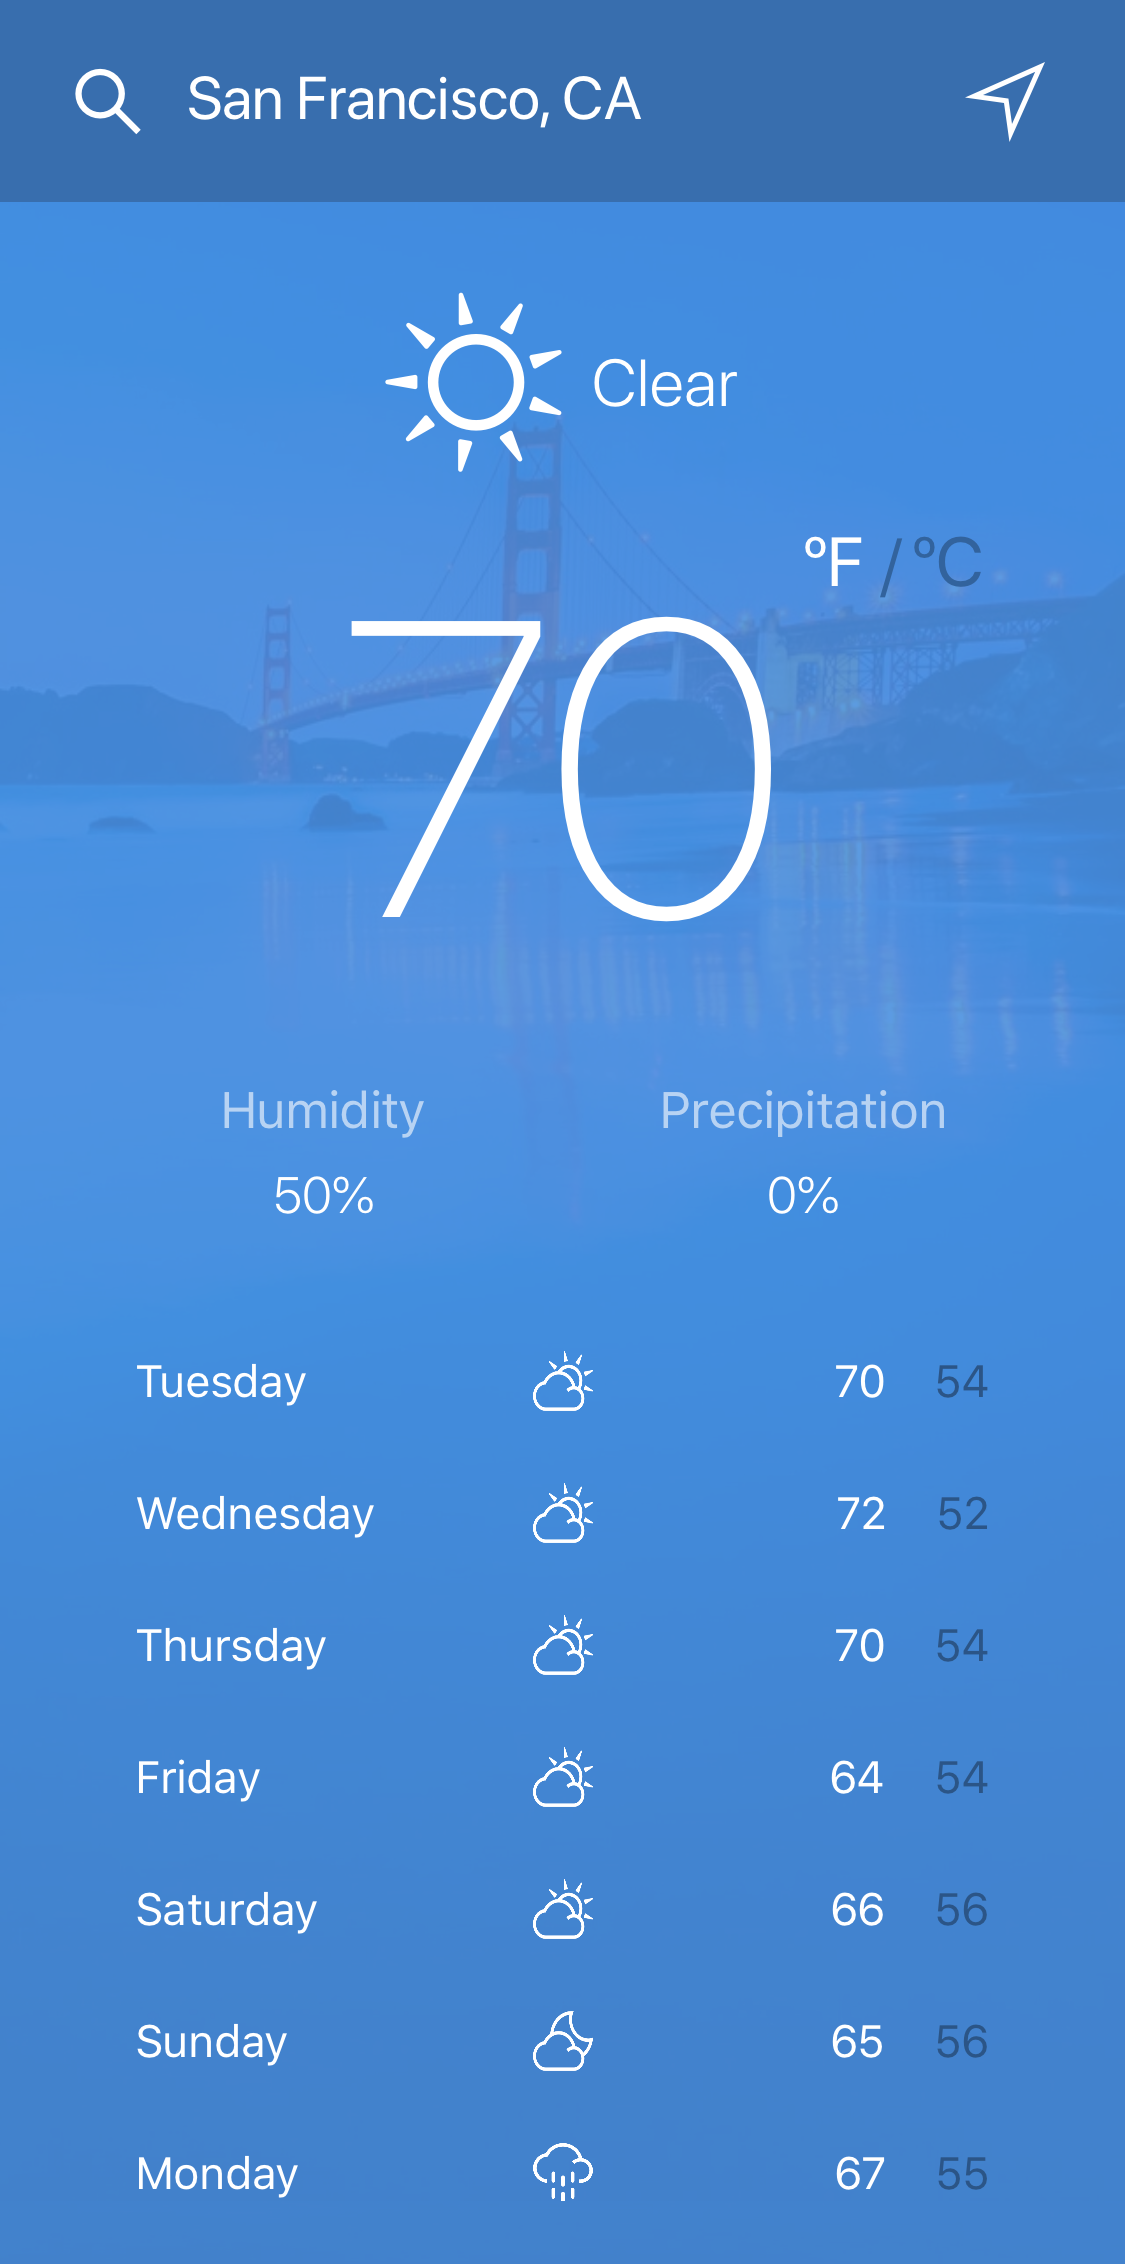 San Francisco, CA
Clear
°F / °C
70
Humidity Precipitation
50% 0%
Tuesday 70 54
Wednesday 72 52
Thursday 70 54
Friday 64 54
Saturday 66 56
Sunday 65 56
Monday 67 55